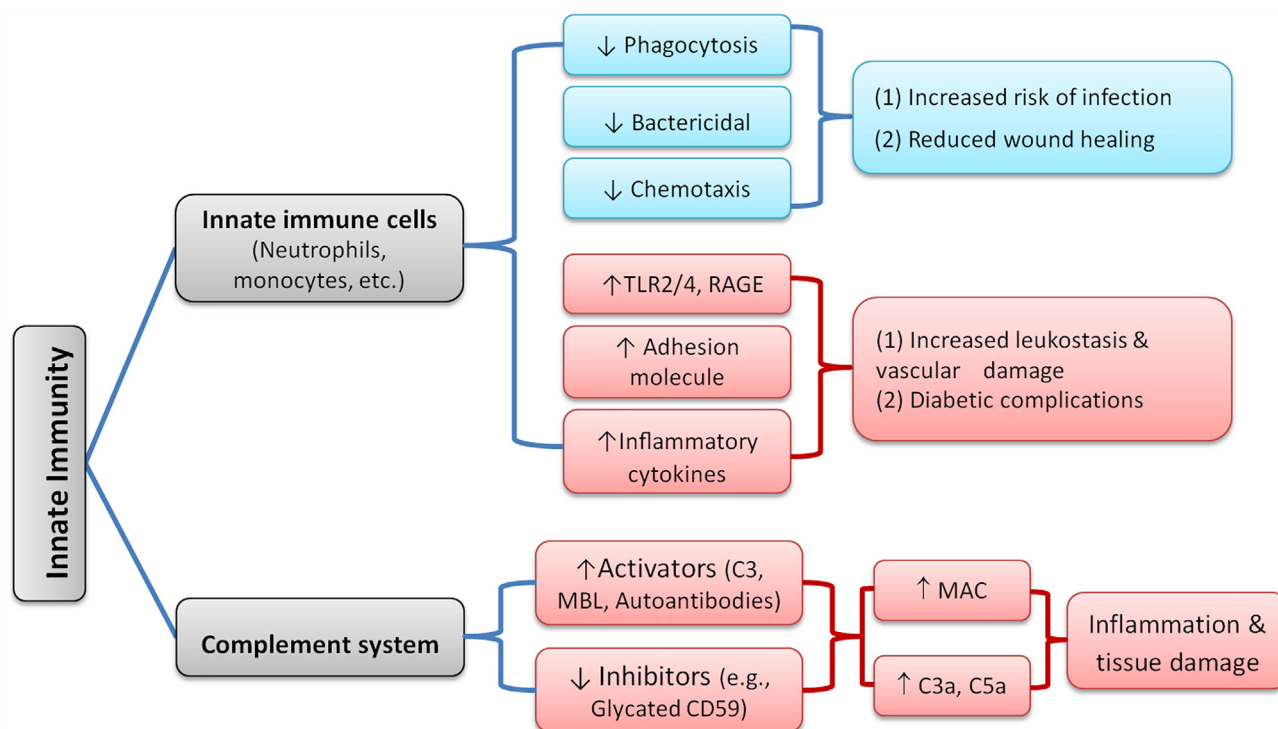 Innate Immunity
Innate immune cells
(Neutrophils,
monocytes, etc.)
↓ Phagocytosis
↓ Bactericidal
↓ Chemotaxis
(1) Increased risk of infection
(2) Reduced wound healing
↑TLR2/4, RAGE
↑ Adhesion
molecule
↑Inflammatory
cytokines
(1) Increased leukostasis &
vascular damage
(2) Diabetic complications
Complement system
↑Activators (C3,
MBL, Autoantibodies)
↓ Inhibitors (e.g.,
Glycated CD59)
↑ MAC
↑ C3a, C5a
Inflammation &
tissue damage